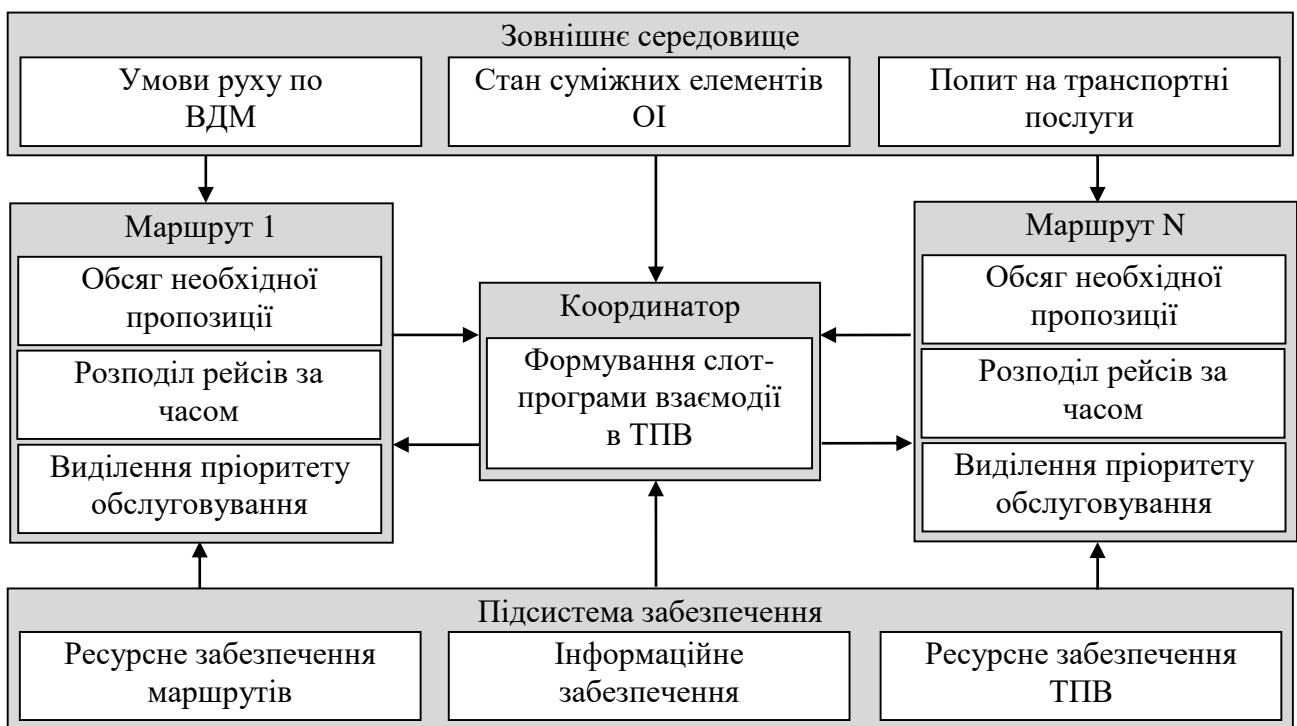 Зовнішнє середовище
Умови руху по
ВДМ
Стан суміжних елементів
ОІ
Попит на транспортні
послуги
Маршрут 1
Обсяг необхідної
пропозиції
Розподіл рейсів за
часом
Виділення пріоритету
обслуговування
Координатор
Формування слот-
програми взаємодії
в ТПВ
Маршрут N
Обсяг необхідної
пропозиції
Розподіл рейсів за
часом
Виділення пріоритету
обслуговування
Підсистема забезпечення
Ресурсне забезпечення
маршрутів
Інформаційне
забезпечення
Ресурсне забезпечення
ТПВ